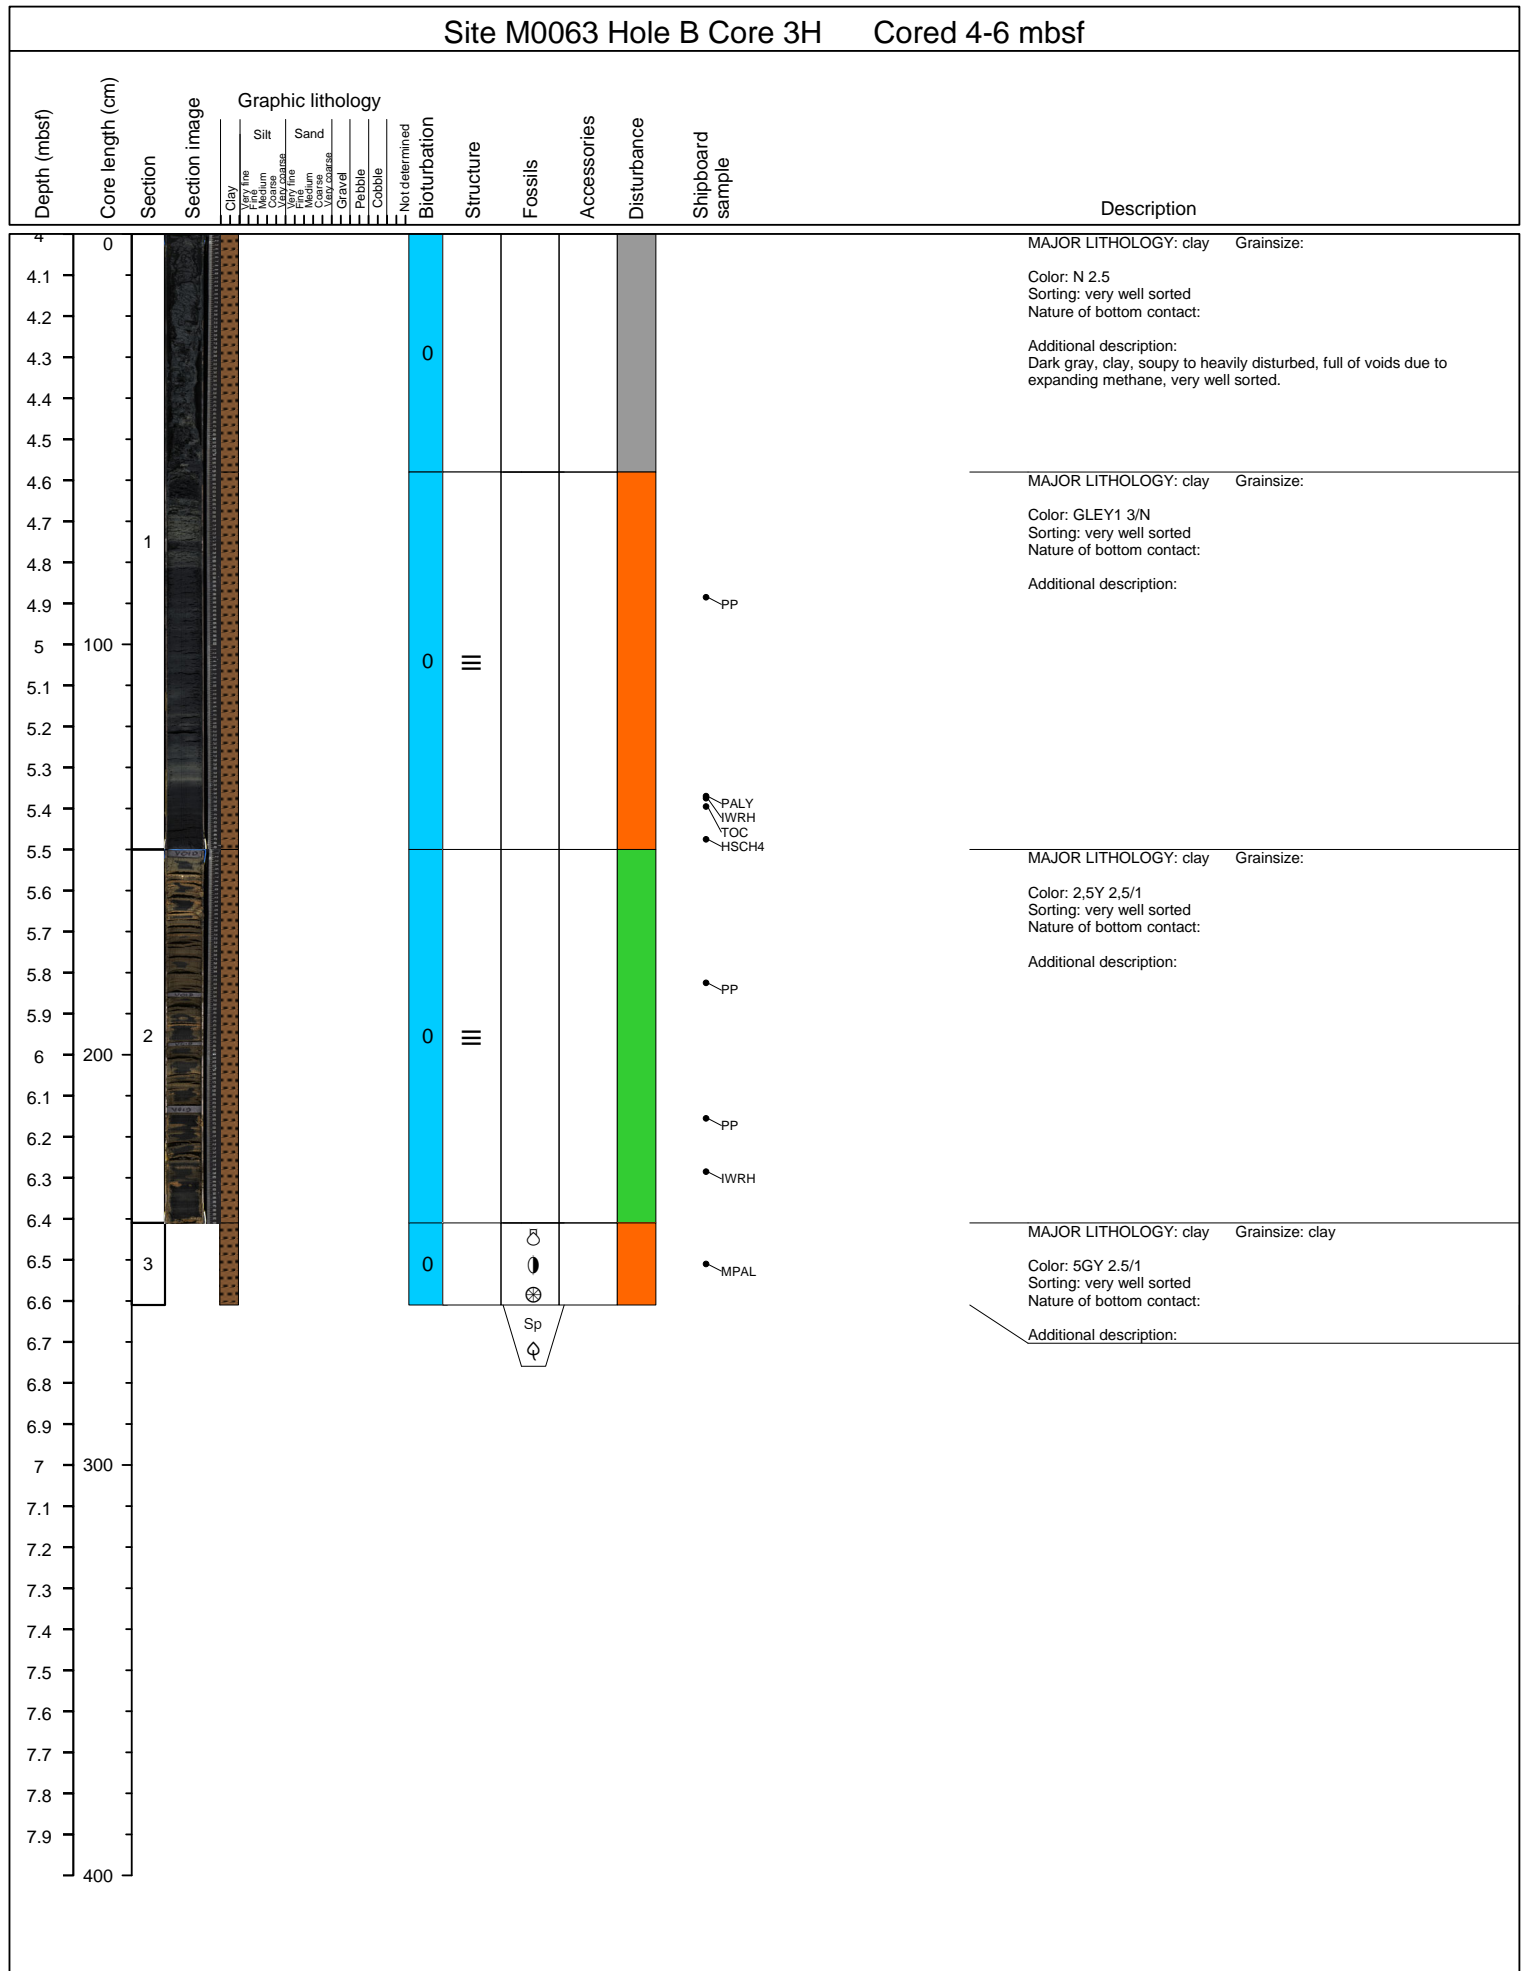 Site M0063 Hole B Core 3H Cored 4-6 mbsf
Depth (mbsf)
Core length (cm)
Section
Section image
Graphic lithology
Clay
Silt
Very fine
Fine
Medium
Coarse
Very coarse
Sand
Very fine
Fine
Medium
Coarse
Very coarse
Gravel
Pebble
Cobble
Not determined
Bioturbation
Structure
Fossils
Accessories
Disturbance
Shipboard
sample
Description
4
4.1
4.2
4.3
4.4
4.5
4.6
4.7
4.8
4.9
5
5.1
5.2
5.3
5.4
5.5
5.6
5.7
5.8
5.9
6
6.1
6.2
6.3
6.4
6.5
6.6
6.7
6.8
6.9
7
7.1
7.2
7.3
7.4
7.5
7.6
7.7
7.8
7.9
0
100
200
300
400
1
2
3
VOID
0
0
0
0
Sp
PP
PALY
IWRH
TOC
HSCH4
PP
PP
IWRH
MPAL
MAJOR LITHOLOGY: clay Grainsize:
Color: N 2.5
Sorting: very well sorted
Nature of bottom contact:
Additional description:
Dark gray, clay, soupy to heavily disturbed, full of voids due to
expanding methane, very well sorted.
MAJOR LITHOLOGY: clay Grainsize:
Color: GLEY1 3/N
Sorting: very well sorted
Nature of bottom contact:
Additional description:
MAJOR LITHOLOGY: clay Grainsize:
Color: 2,5Y 2,5/1
Sorting: very well sorted
Nature of bottom contact:
Additional description:
MAJOR LITHOLOGY: clay Grainsize: clay
Color: 5GY 2.5/1
Sorting: very well sorted
Nature of bottom contact:
Additional description: